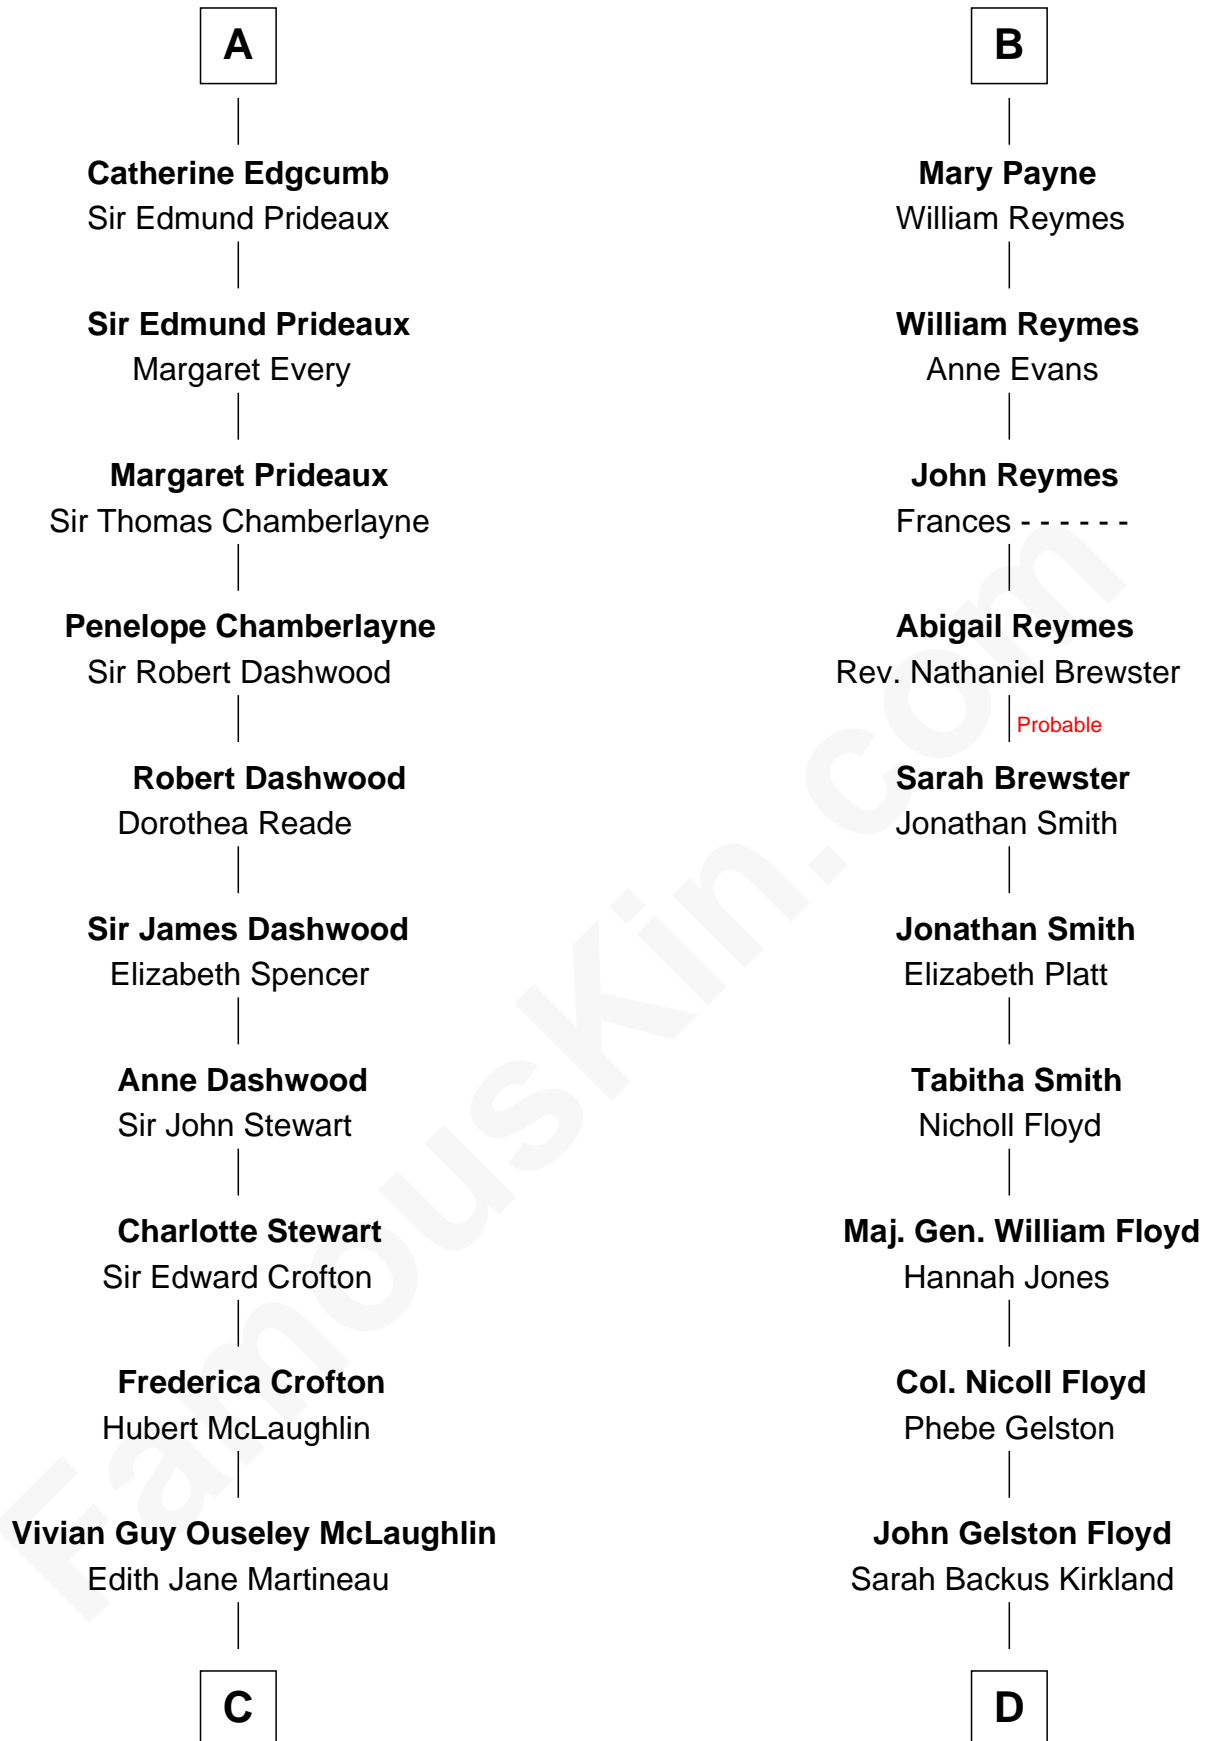 A
Catherine Edgcumb
Sir Edmund Prideaux
Sir Edmund Prideaux
Margaret Every
Margaret Prideaux
Sir Thomas Chamberlayne
Penelope Chamberlayne
Sir Robert Dashwood
Robert Dashwood
Dorothea Reade
Sir James Dashwood
Elizabeth Spencer
Anne Dashwood
Sir John Stewart
Charlotte Stewart
Sir Edward Crofton
Frederica Crofton
Hubert McLaughlin
Vivian Guy Ouseley McLaughlin
Edith Jane Martineau
C
B
Mary Payne
William Reymes
William Reymes
Anne Evans
John Reymes
Frances - - - - - -
Abigail Reymes
Rev. Nathaniel Brewster
Probable
Sarah Brewster
Jonathan Smith
Jonathan Smith
Elizabeth Platt
Tabitha Smith
Nicholl Floyd
Maj. Gen. William Floyd
Hannah Jones
Col. Nicoll Floyd
Phebe Gelston
John Gelston Floyd
Sarah Backus Kirkland
D
FamousKin.com